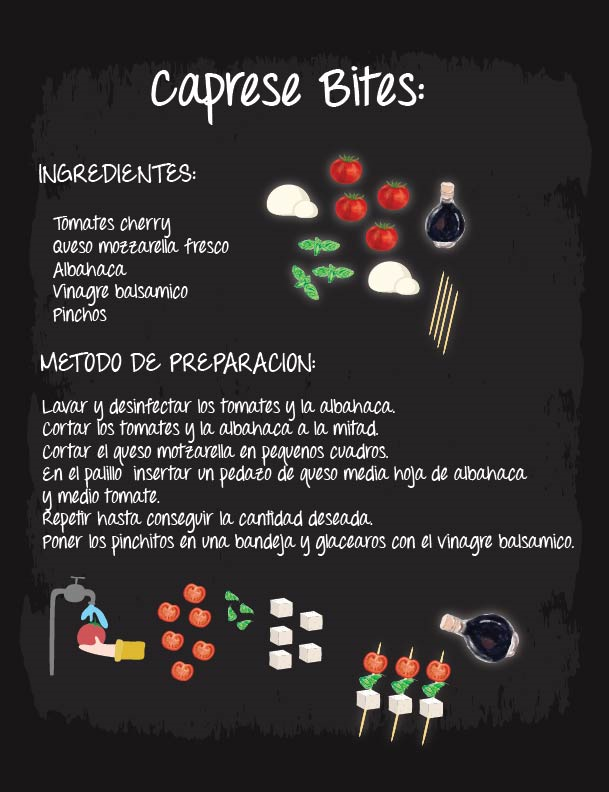 Caprese Bites:
INGREDIENTES:
Tomates cherry
Queso mozzarella fresco
Albahaca
Vinagre balsamico
Pinchos
METODO DE PREPARACION:
Lavar y desinfectar los tomates y la albahaca.
Cortar los tomates y la albahaca a la mitad.
Cortar el queso motzarella en pequenos cuadros.
En el palillo insertar un pedazo de queso media hoja de albahaca
y medio tomate.
Repetir hasta conseguir la cantidad deseada.
Poner los pinchitos en una bandeja y glacearos con el vinagre balsamico.